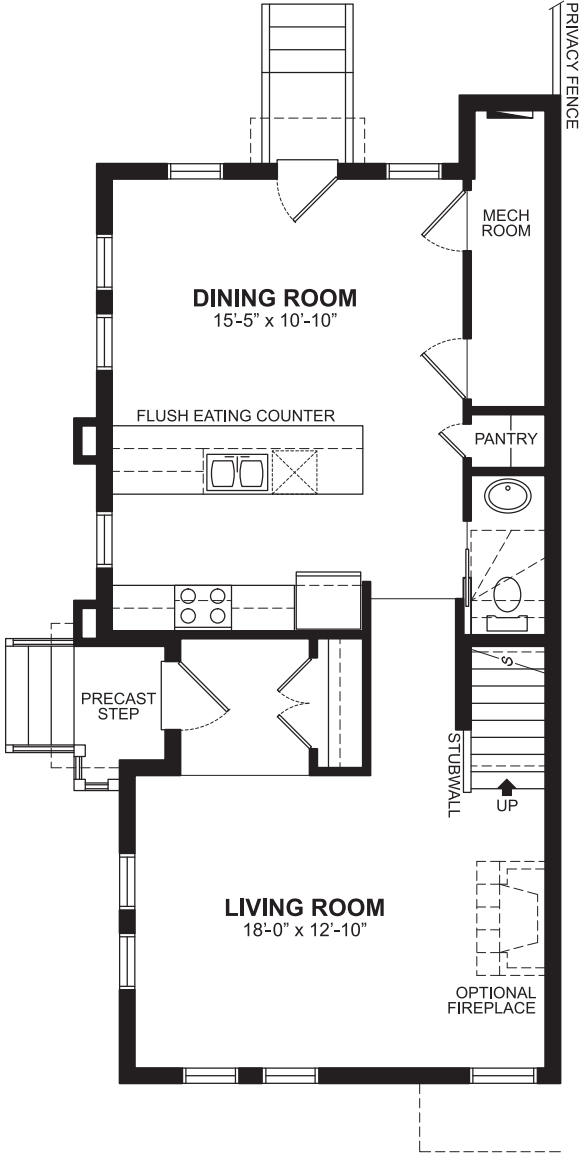 PRIVACY FENCE
MECH
ROOM
DINING ROOM
15'-5” x 10'-10”
FLUSH EATING COUNTER
PANTRY
S
PRECAST
STEP
STUBWALL
UP
LIVING ROOM
18'-0” x 12'-10”
OPTIONAL
FIREPLACE